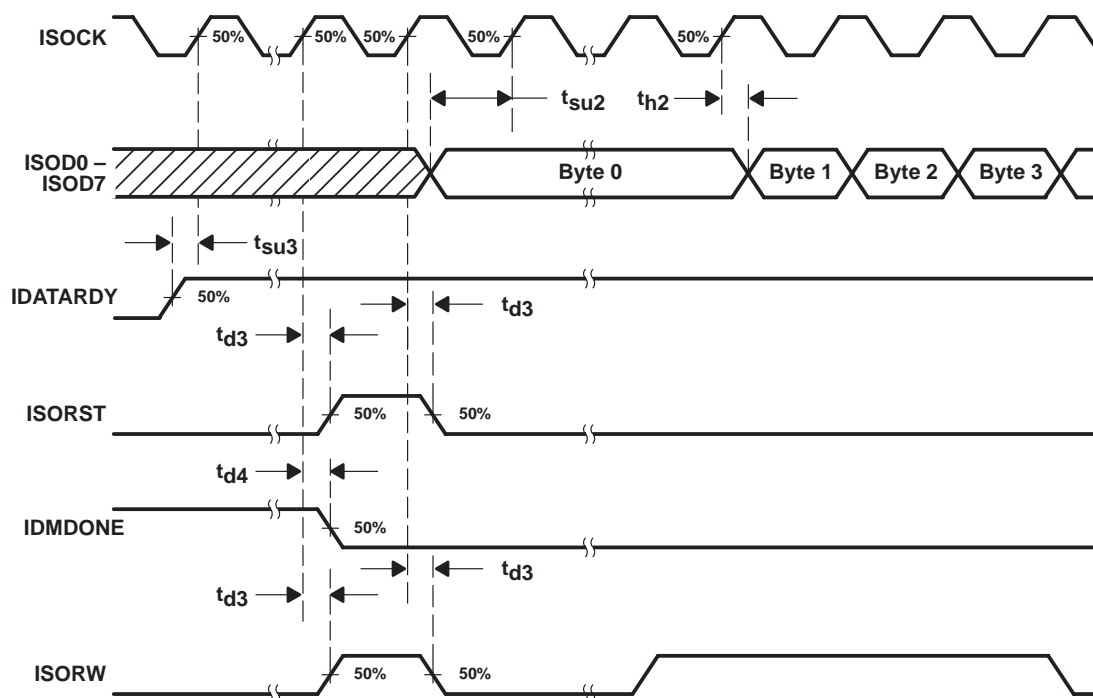 ISOCK
50% 50% 50% 50% 50%
tsu2 th2
ISOD0 –
ISOD7
Byte 0 Byte 1 Byte 2 Byte 3
tsu3
IDATARDY
50%
td3 td3
ISORST
50% 50%
td4
IDMDONE
50%
td3 td3
ISORW
50% 50%